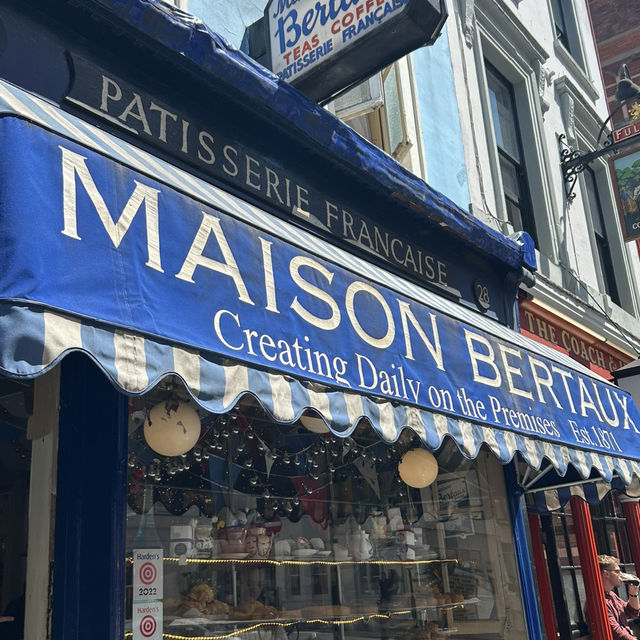 Bertaux
TEAS COFFEE
PATISSERIE FRANÇAISE
PATISSERIE FRANCAISE
28
MAISON BERTAUX
Creating Daily on the Premises Est 1871
THE COACH &
Harden's
2022
Harden's